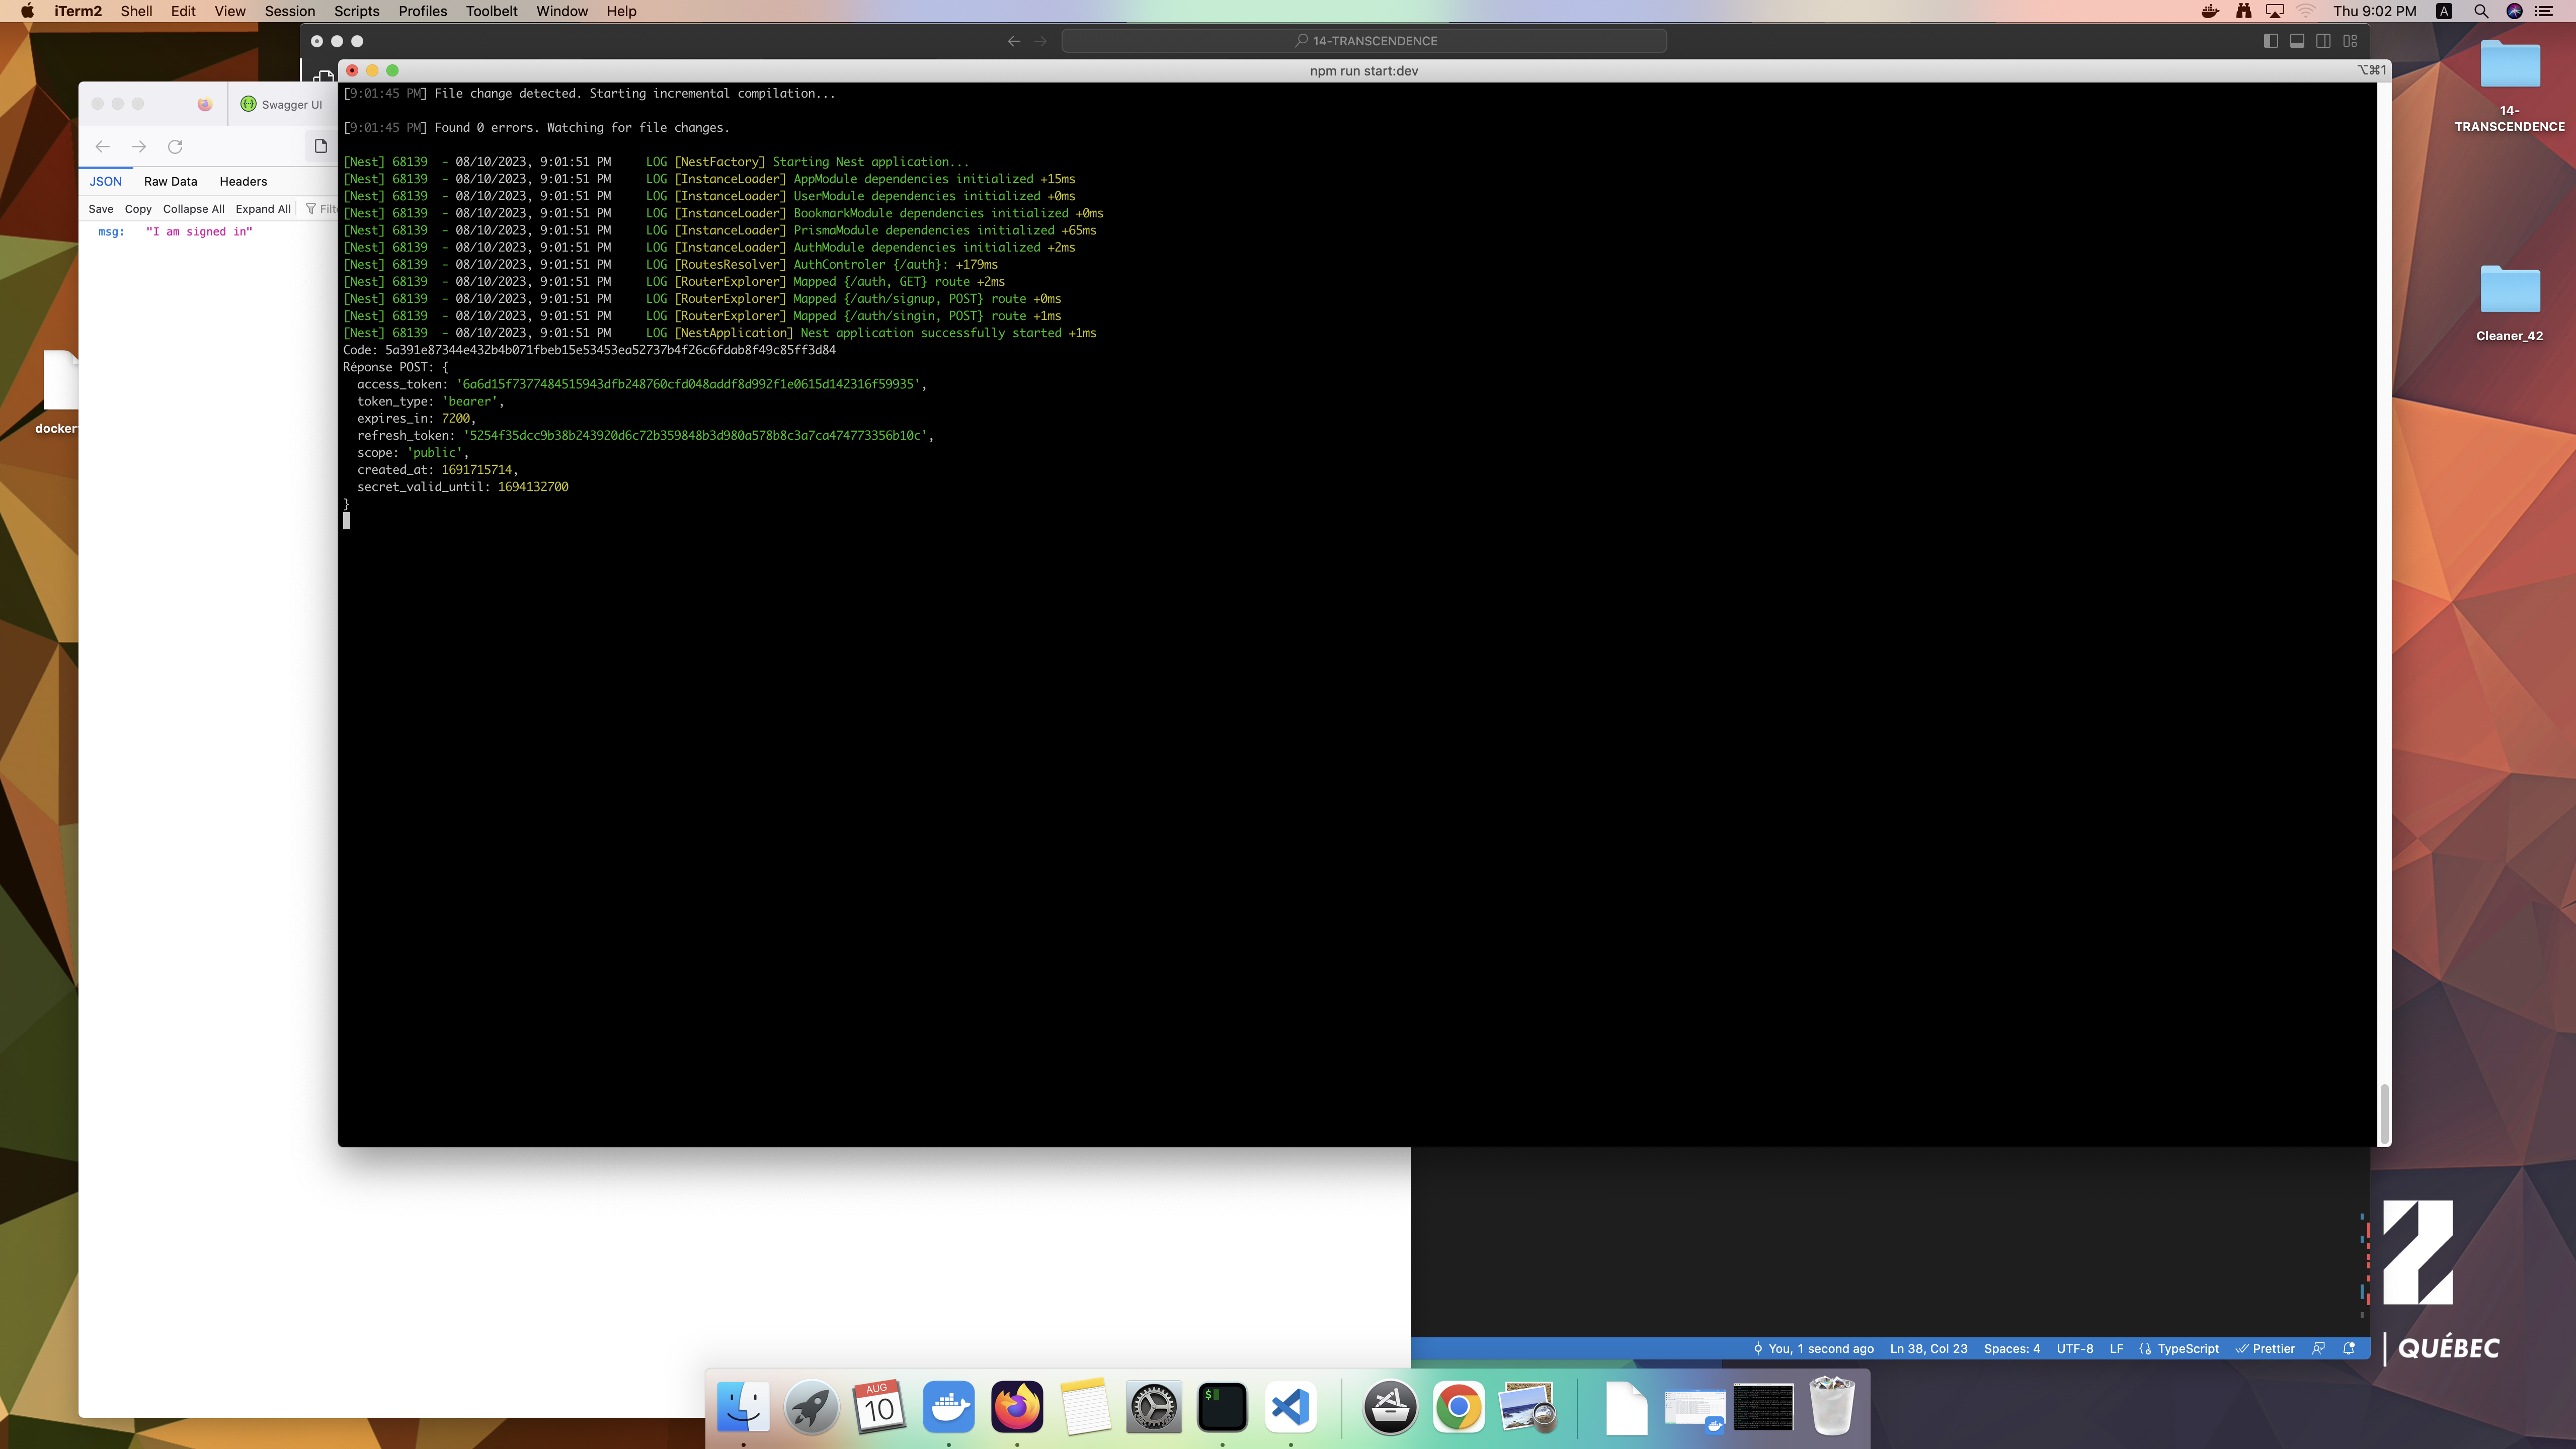 iTerm2 Shell Edit View Session Scripts Profiles Toolbelt Window Help
Thu 9:02 PM A
14-TRANSCENDENCE
npm run start:dev
⌥⌘1
Swagger UI
JSON Raw Data Headers
Save Copy Collapse All Expand All
msg: "I am signed in"
[9:01:45 PM] File change detected. Starting incremental compilation...
[9:01:45 PM] Found 0 errors. Watching for file changes.
[Nest] 68139 - 08/10/2023, 9:01:51 PM LOG [NestFactory] Starting Nest application...
[Nest] 68139 - 08/10/2023, 9:01:51 PM LOG [InstanceLoader] AppModule dependencies initialized +15ms
[Nest] 68139 - 08/10/2023, 9:01:51 PM LOG [InstanceLoader] UserModule dependencies initialized +0ms
[Nest] 68139 - 08/10/2023, 9:01:51 PM LOG [InstanceLoader] BookmarkModule dependencies initialized +0ms
[Nest] 68139 - 08/10/2023, 9:01:51 PM LOG [InstanceLoader] PrismaModule dependencies initialized +65ms
[Nest] 68139 - 08/10/2023, 9:01:51 PM LOG [InstanceLoader] AuthModule dependencies initialized +2ms
[Nest] 68139 - 08/10/2023, 9:01:51 PM LOG [RoutesResolver] AuthControler {/auth}: +179ms
[Nest] 68139 - 08/10/2023, 9:01:51 PM LOG [RouterExplorer] Mapped {/auth, GET} route +2ms
[Nest] 68139 - 08/10/2023, 9:01:51 PM LOG [RouterExplorer] Mapped {/auth/signup, POST} route +0ms
[Nest] 68139 - 08/10/2023, 9:01:51 PM LOG [RouterExplorer] Mapped {/auth/singin, POST} route +1ms
[Nest] 68139 - 08/10/2023, 9:01:51 PM LOG [NestApplication] Nest application successfully started +1ms
Code: 5a391e87344e432b4b071fbeb15e53453ea52737b4f26c6fdab8f49c85ff3d84
Réponse POST: {
access_token: '6a6d15f7377484515943dfb248760cfd048addf8d992f1e0615d142316f59935',
token_type: 'bearer',
expires_in: 7200,
refresh_token: '5254f35dcc9b38b243920d6c72b359848b3d980a578b8c3a7ca474773356b10c',
scope: 'public',
created_at: 1691715714,
secret_valid_until: 1694132700
}
14-
TRANSCENDENCE
Cleaner_42
QUÉBEC
You, 1 second ago Ln 38, Col 23 Spaces: 4 UTF-8 LF {} TypeScript Prettier
AUG
10
$